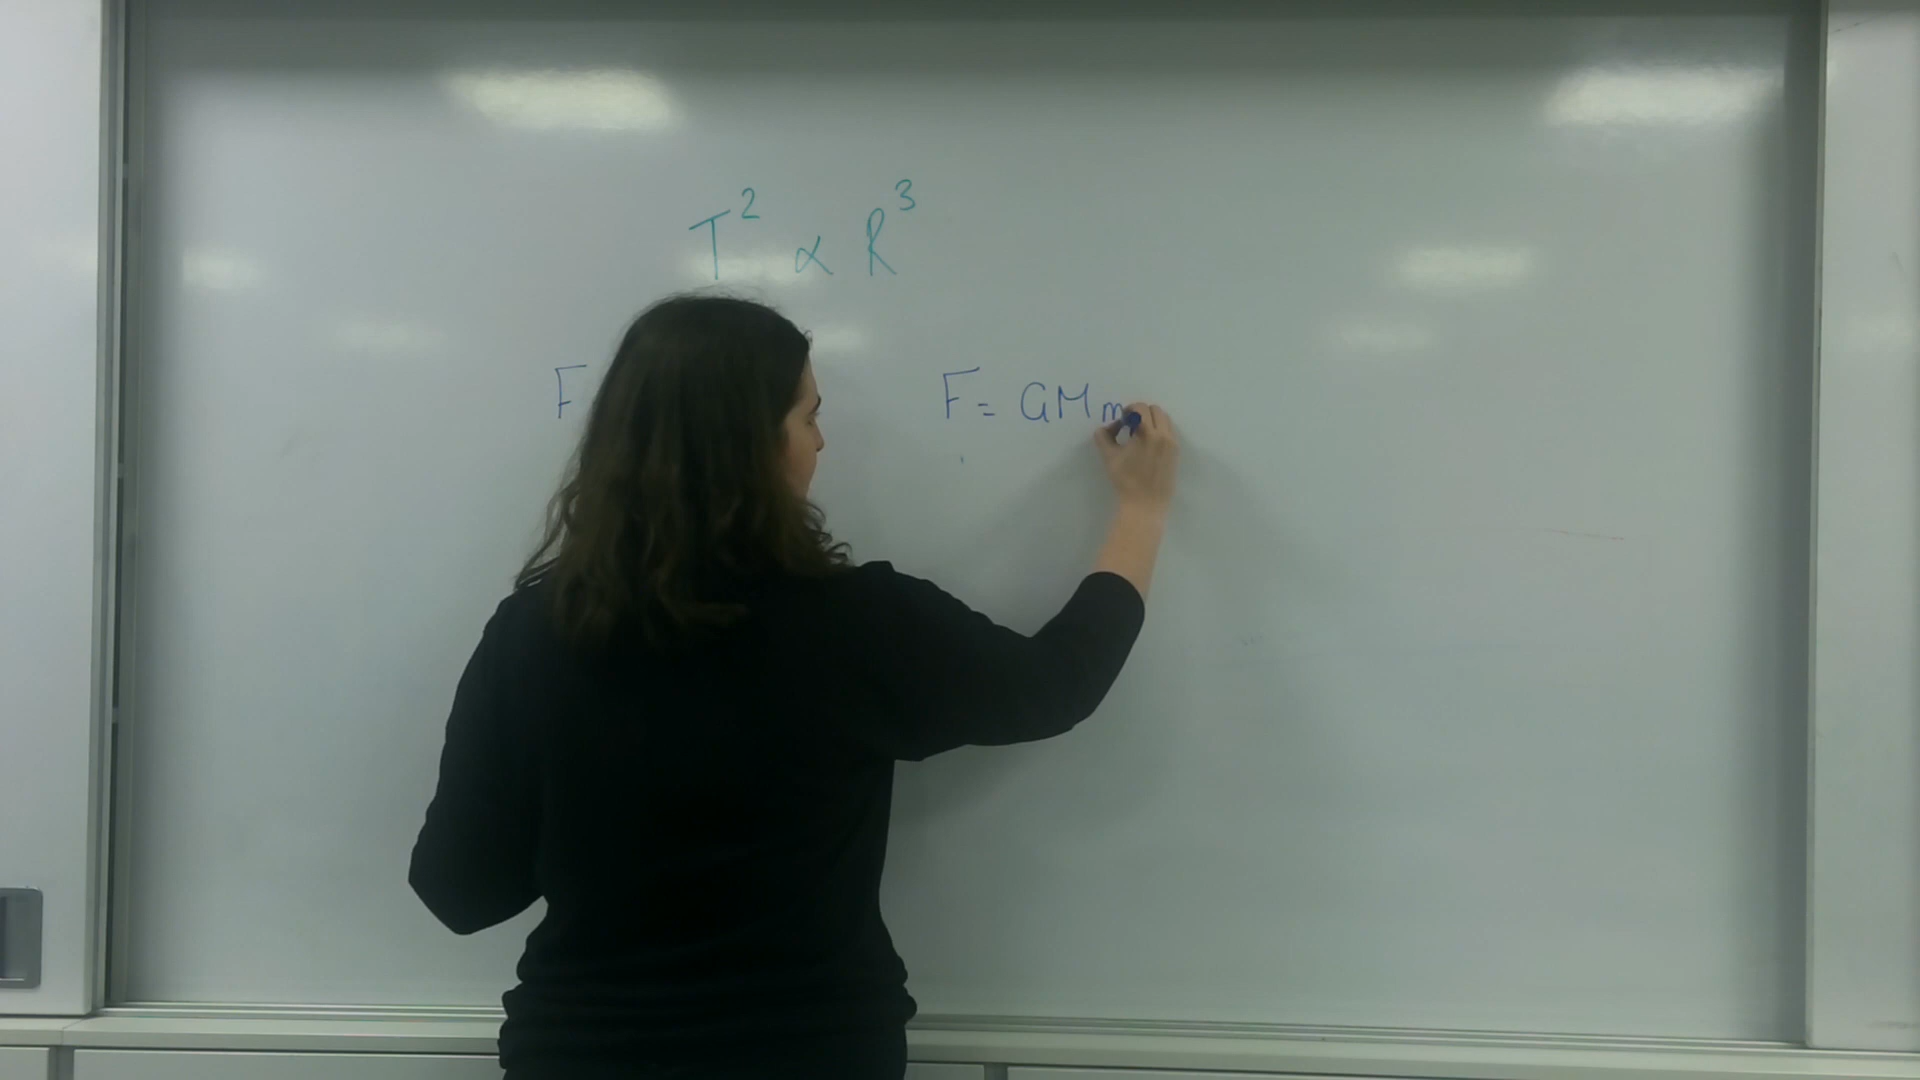 T² ∝ R³
F F = GMm